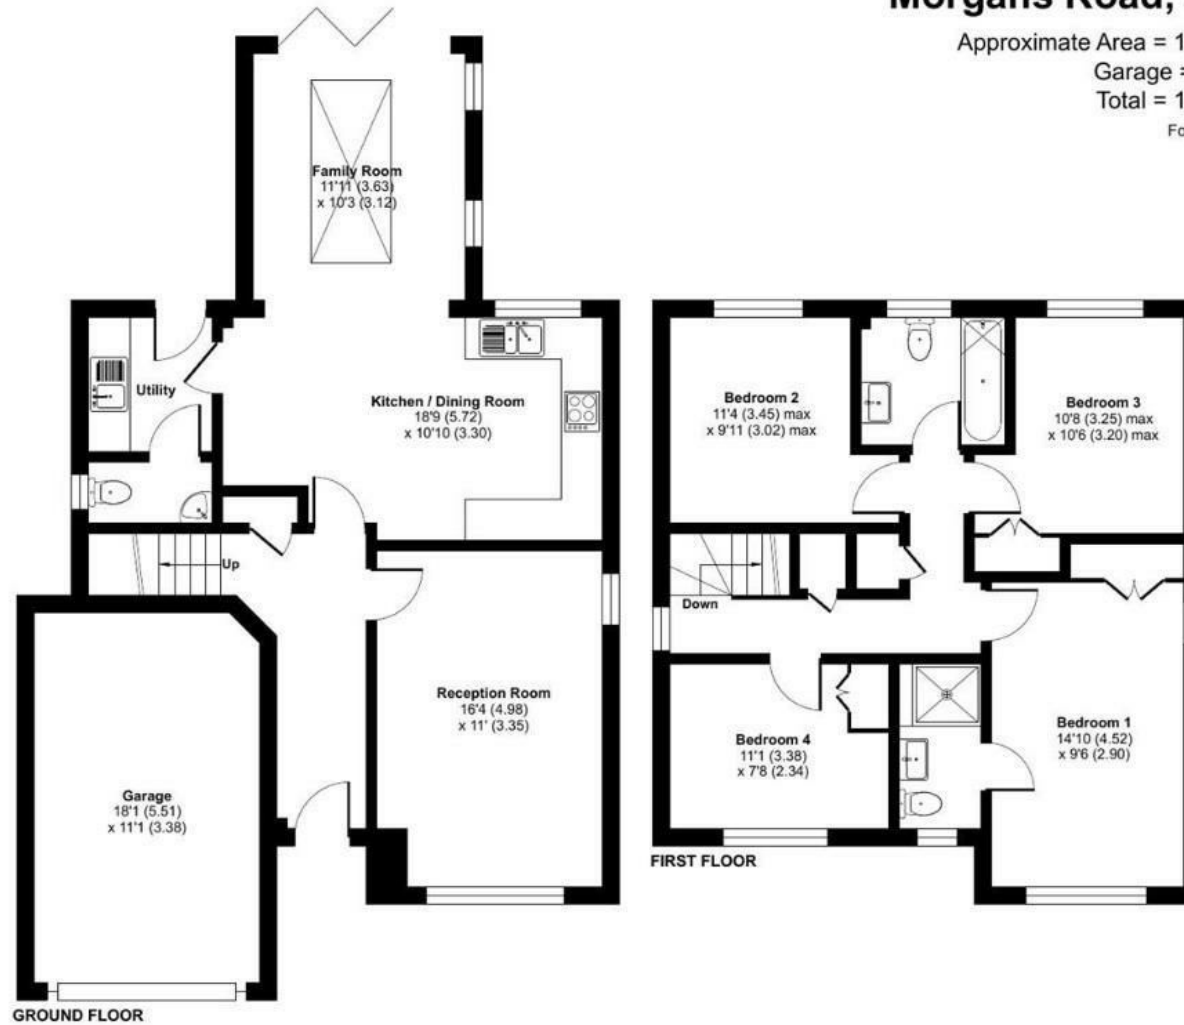 Morgans Road,
Approximate Area = 1
Garage =
Total = 1
Family Room
11'11 (3.63)
x 10'3 (3.12)
Utility
Kitchen / Dining Room
18'9 (5.72)
x 10'10 (3.30)
Up
Reception Room
16'4 (4.98)
x 11' (3.35)
Garage
18'1 (5.51)
x 11'1 (3.38)
GROUND FLOOR
Bedroom 2
11'4 (3.45) max
x 9'11 (3.02) max
Bedroom 3
10'8 (3.25) max
x 10'6 (3.20) max
Down
Bedroom 4
11'1 (3.38)
x 7'8 (2.34)
Bedroom 1
14'10 (4.52)
x 9'6 (2.90)
FIRST FLOOR